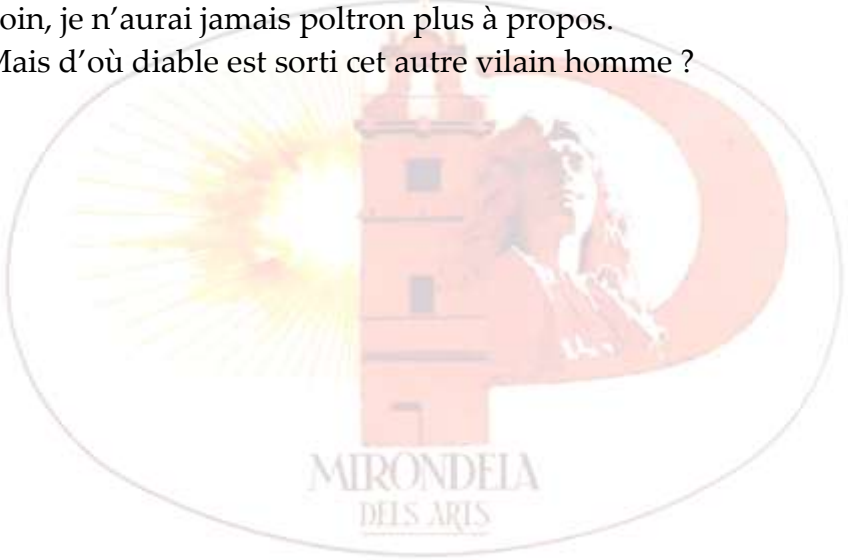 oin, je n’aurai jamais poltron plus à propos.
Mais d’où diable est sorti cet autre vilain homme ?
MIRONDELA
DELS ARTS